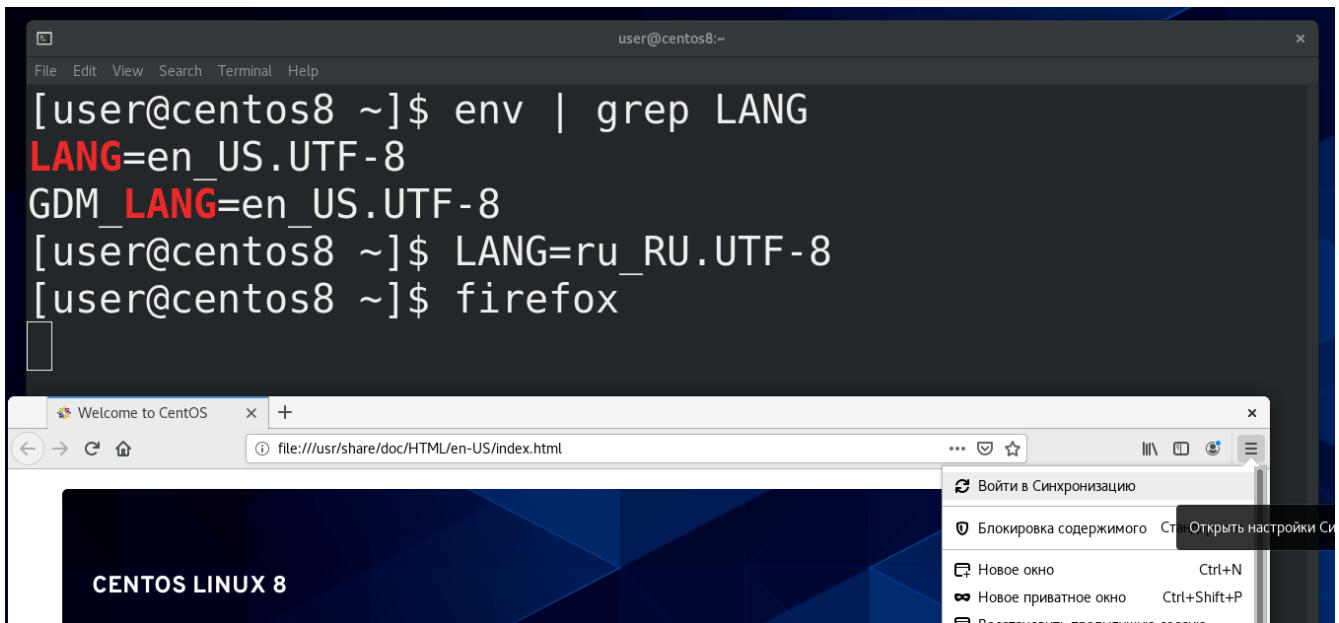 user@centos8:~
File Edit View Search Terminal Help
[user@centos8 ~]$ env | grep LANG
LANG=en_US.UTF-8
GDM_LANG=en_US.UTF-8
[user@centos8 ~]$ LANG=ru_RU.UTF-8
[user@centos8 ~]$ firefox
Welcome to CentOS
file:///usr/share/doc/HTML/en-US/index.html
Войти в Синхронизацию
Блокировка содержимого
Открыть настройки
CENTOS LINUX 8
Новое окно Ctrl+N
Новое приватное окно Ctrl+Shift+P